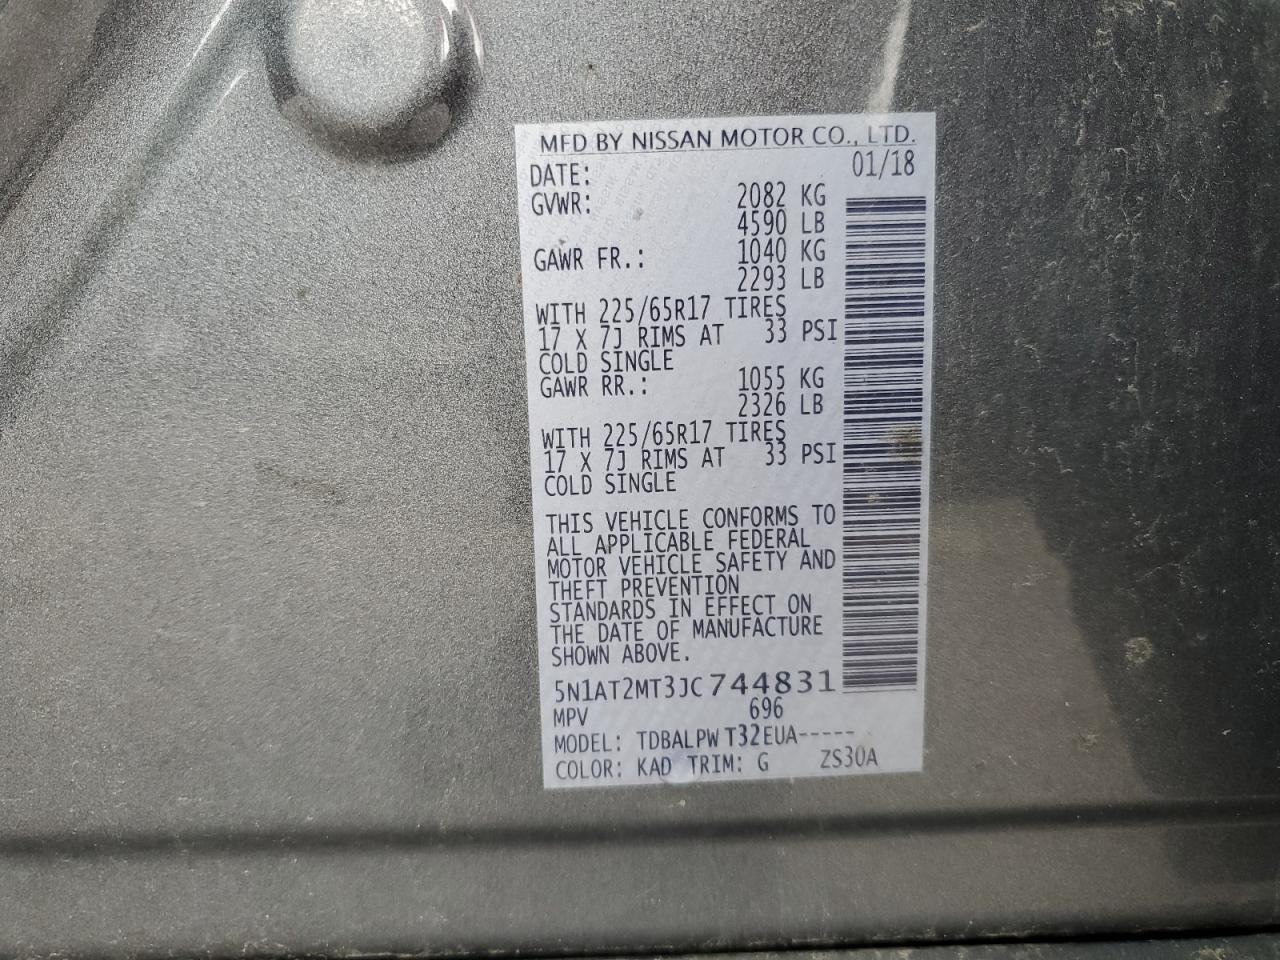 MFD BY NISSAN MOTOR CO., LTD.
DATE: 01/18
GVWR: 2082 KG
4590 LB
GAWR FR.: 1040 KG
2293 LB
WITH 225/65R17 TIRES
17 X 7J RIMS AT 33 PSI
COLD SINGLE
GAWR RR.: 1055 KG
2326 LB
WITH 225/65R17 TIRES
17 X 7J RIMS AT 33 PSI
COLD SINGLE
THIS VEHICLE CONFORMS TO
ALL APPLICABLE FEDERAL
MOTOR VEHICLE SAFETY AND
THEFT PREVENTION
STANDARDS IN EFFECT ON
THE DATE OF MANUFACTURE
SHOWN ABOVE.
5N1AT2MT3JC744831
MPV 696
MODEL: TDBALPW T32EUA-----
COLOR: KAD TRIM: G ZS30A